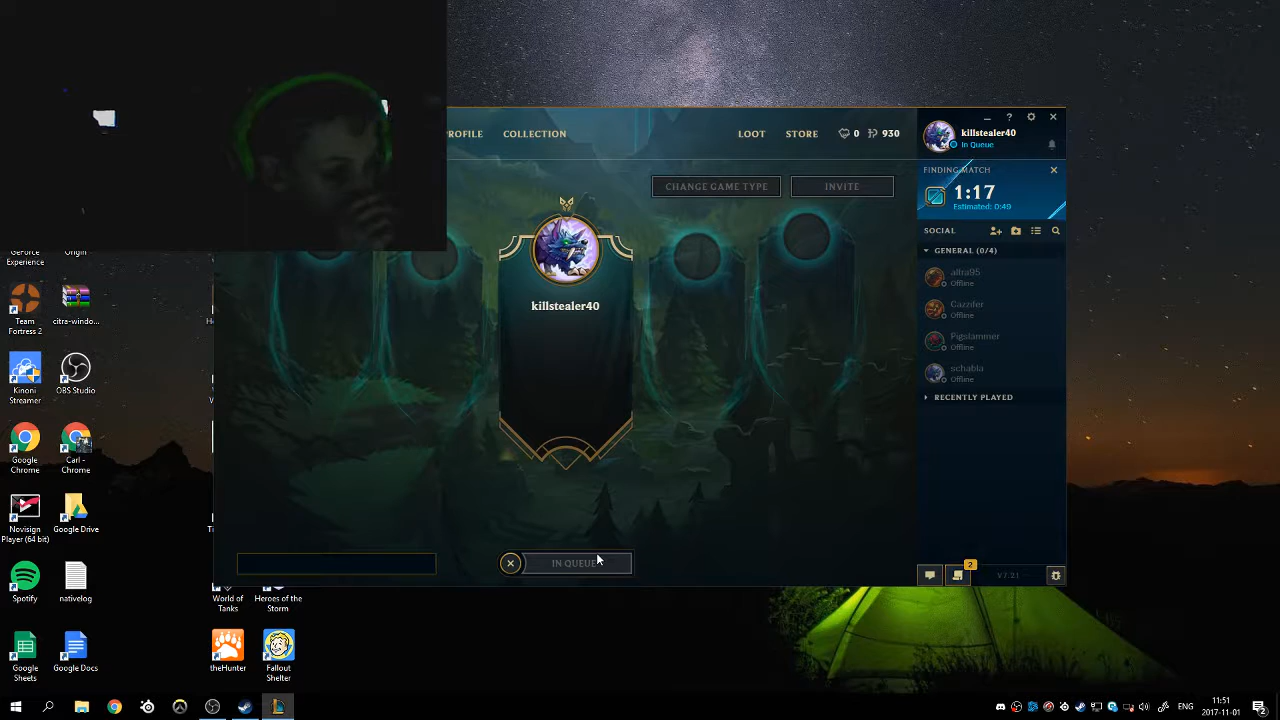 PROFILE
COLLECTION
LOOT
STORE
0
930
?
killstealer40
In Queue
FINDING MATCH
1:17
Estimated: 0:49
CHANGE GAME TYPE
INVITE
SOCIAL
GENERAL (0/4)
Offline
Cazzifer
Offline
Pigslammer
Offline
schabla
Offline
RECENTLY PLAYED
killstealer40
IN QUEUE
2
V7.21
GeForce
Experience
Origin
Team
Fortress 2
citra-windo...
Kinoni
Streamer
OBS Studio
Google
Chrome
Carl -
Chrome
Novisign
Player (64 bit)
Google Drive
Spotify
nativelog
World of
Tanks
Heroes of the
Storm
Google
Sheets
Google Docs
theHunter
Fallout
Shelter
ENG
11:51
2017-11-01
2